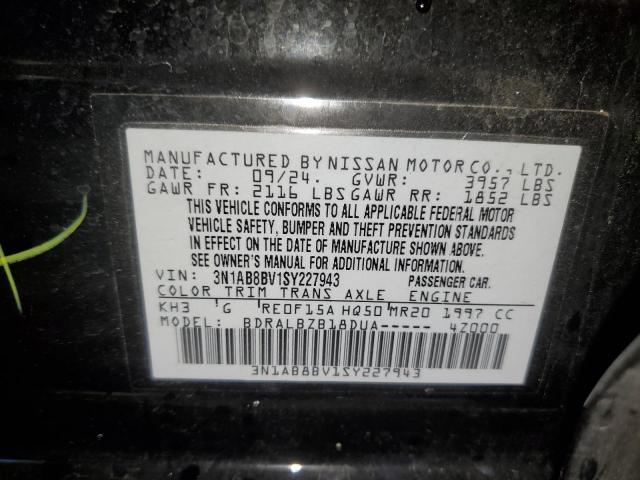 MANUFACTURED BY NISSAN MOTOR CO., LTD.
DATE: 09/24. GVWR: 3957 LBS
GAWR FR: 2116 LBS GAWR RR: 1852 LBS
THIS VEHICLE CONFORMS TO ALL APPLICABLE FEDERAL MOTOR
VEHICLE SAFETY, BUMPER AND THEFT PREVENTION STANDARDS
IN EFFECT ON THE DATE OF MANUFACTURE SHOWN ABOVE.
SEE OWNER'S MANUAL FOR ADDITIONAL INFORMATION.
VIN: 3N1AB8BV1SY227943 PASSENGER CAR.
COLOR TRIM TRANS AXLE ENGINE
KH3 G RE0F15A HQ50 MR20 1997 CC
MODEL: BDRALBZB18DUA----- 4Z000
3N1AB8BV1SY227943